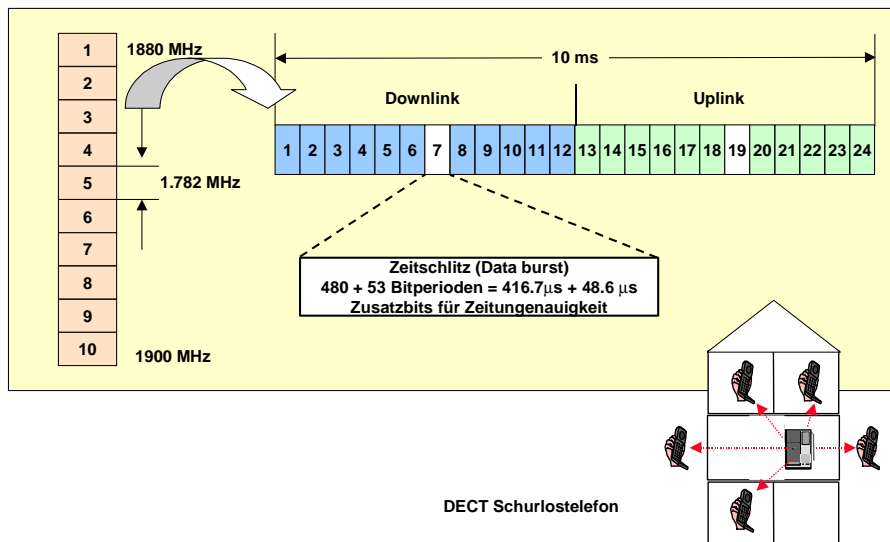 1
2
3
4
5
6
7
8
9
10
1880 MHz
1.782 MHz
1900 MHz
10 ms
Downlink
Uplink
1 2 3 4 5 6 7 8 9 10 11 12 13 14 15 16 17 18 19 20 21 22 23 24
Zeitschlitz (Data burst)
480 + 53 Bitperioden = 416.7μs + 48.6 μs
Zusatzbits für Zeitungenauigkeit
DECT Schurlostelefon